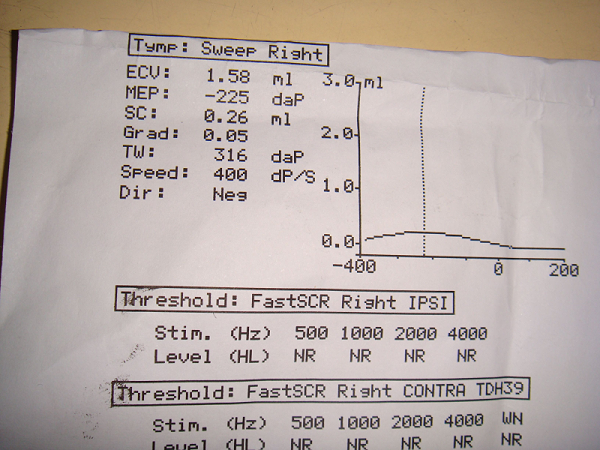 Tymp: Sweep Right
ECV: 1.58 ml
MEP: -225 daP
SC: 0.26 ml
Grad: 0.05
TW: 316 daP
Speed: 400 dP/S
Dir: Neg
3.0 ml
2.0
1.0
0.0
-400 0 200
Threshold: FastSCR Right IPSI
Stim. (Hz) 500 1000 2000 4000
Level (HL) NR NR NR NR
Threshold: FastSCR Right CONTRA TDH39
Stim. (Hz) 500 1000 2000 4000 WN
Level (HL) NR NR NR NR NR